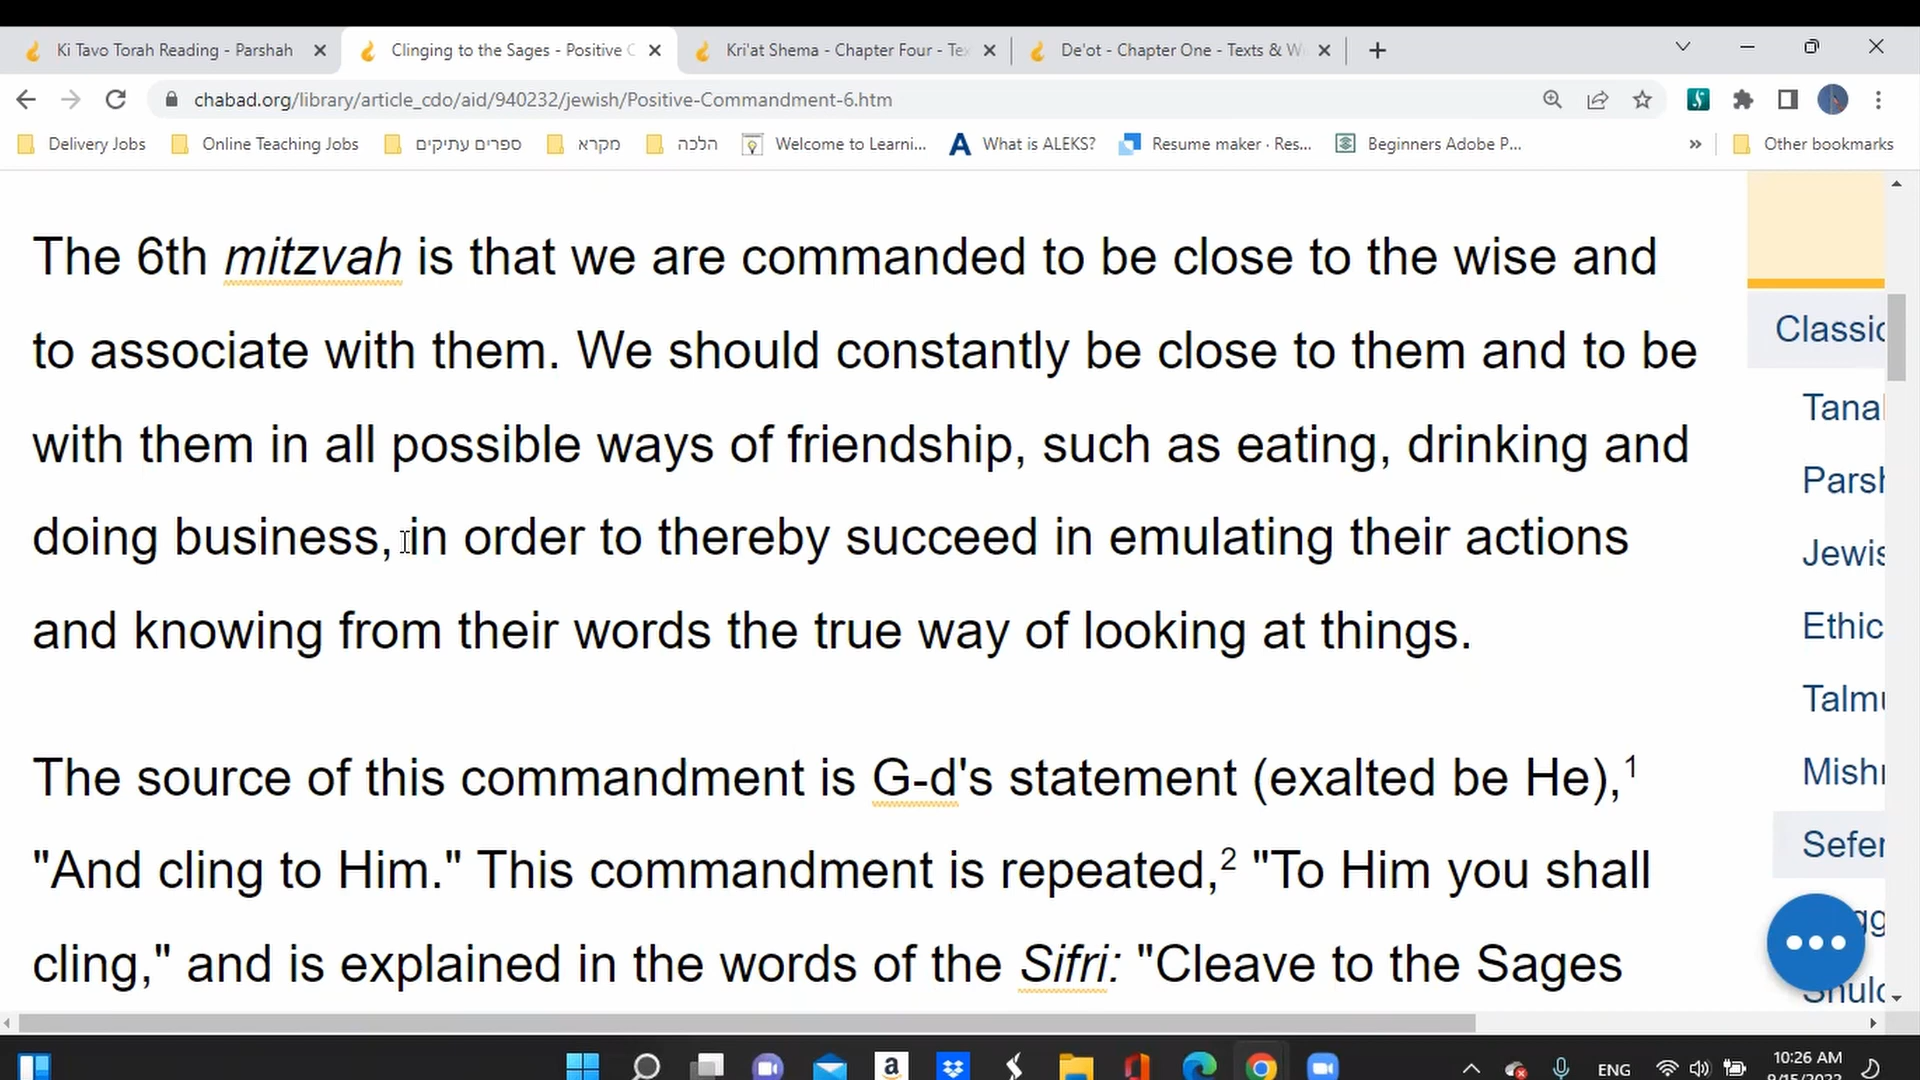 Ki Tavo Torah Reading - Parshah
Clinging to the Sages - Positive C
Kri'at Shema - Chapter Four - Tex
De'ot - Chapter One - Texts & W
chabad.org/library/article_cdo/aid/940232/jewish/Positive-Commandment-6.htm
Delivery Jobs
Online Teaching Jobs
ספרים עתיקים
מקרא
הלכה
Welcome to Learni...
What is ALEKS?
Resume maker · Res...
Beginners Adobe P...
Other bookmarks
The 6th mitzvah is that we are commanded to be close to the wise and
to associate with them. We should constantly be close to them and to be
with them in all possible ways of friendship, such as eating, drinking and
doing business, in order to thereby succeed in emulating their actions
and knowing from their words the true way of looking at things.
The source of this commandment is G-d's statement (exalted be He),1
"And cling to Him." This commandment is repeated,2 "To Him you shall
cling," and is explained in the words of the Sifri: "Cleave to the Sages
Classic
Tana
Parsh
Jewis
Ethic
Talmu
Mishn
Sefer
ENG
10:26 AM
9/15/2022